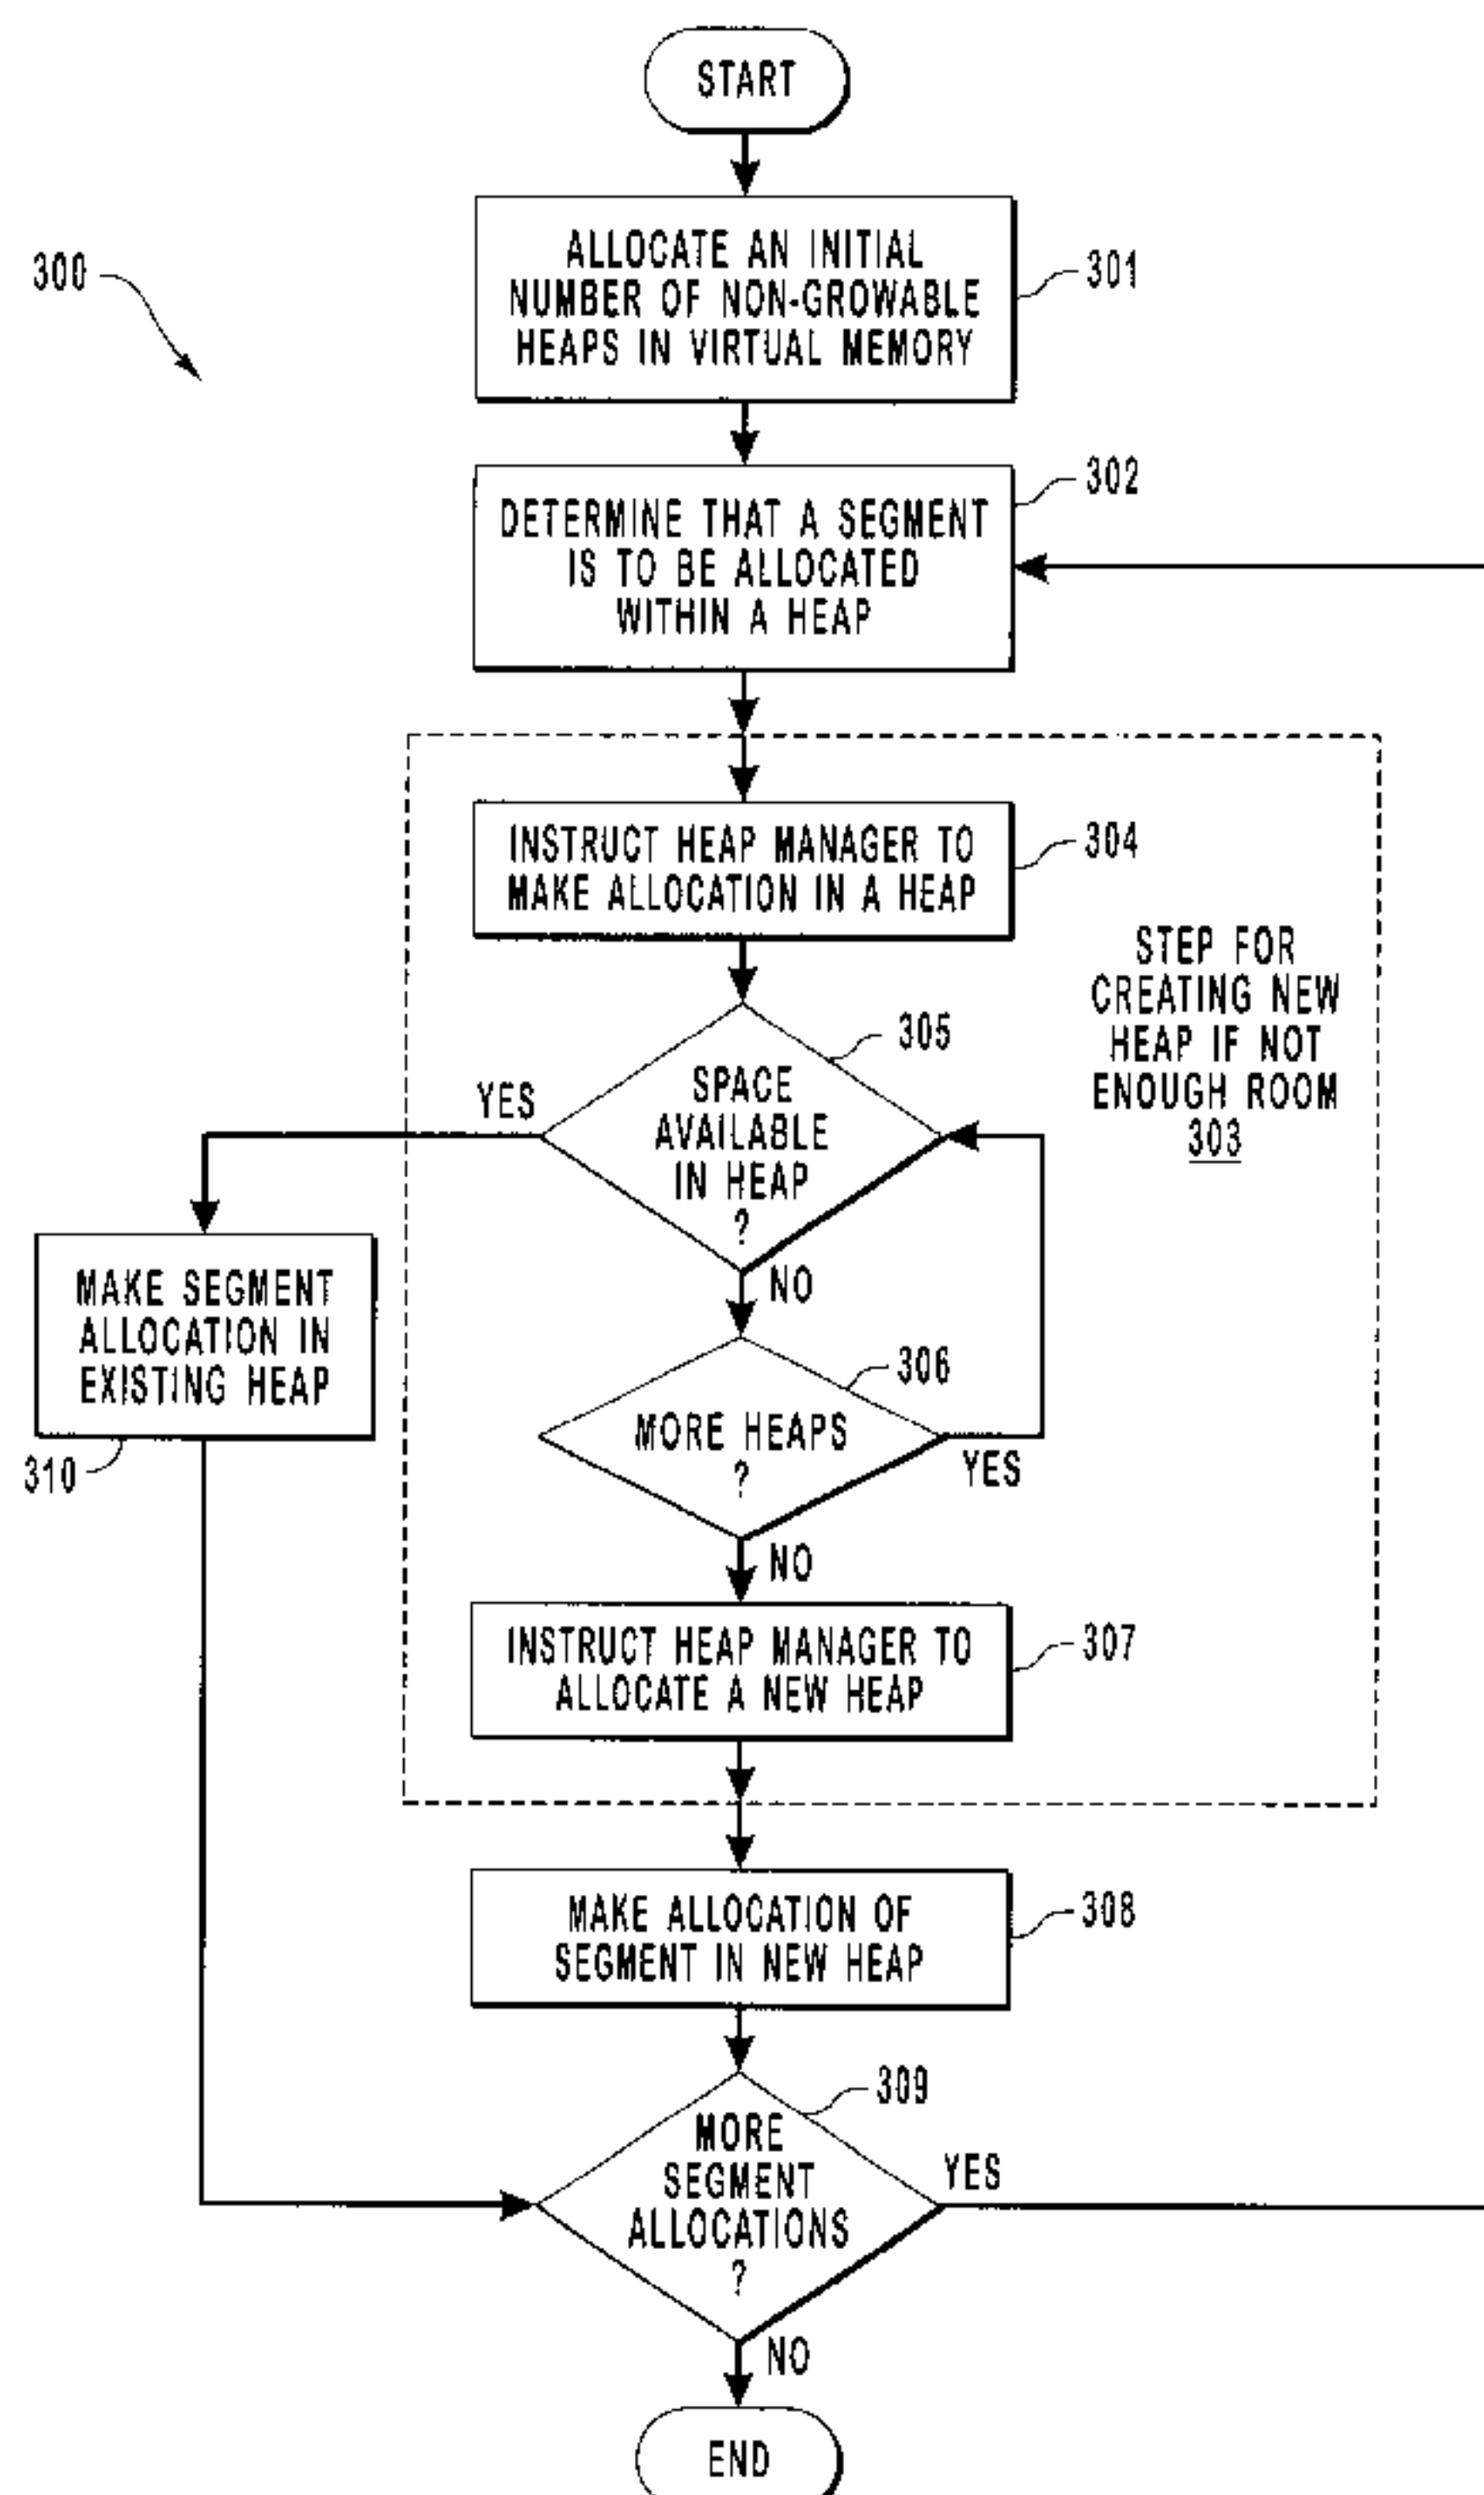 START
ALLOCATE AN INITIAL
NUMBER OF NON-GROWABLE
HEAPS IN VIRTUAL MEMORY
300
301
302
DETERMINE THAT A SEGMENT
IS TO BE ALLOCATED
WITHIN A HEAP
304
INSTRUCT HEAP MANAGER TO
MAKE ALLOCATION IN A HEAP
STEP FOR
CREATING NEW
HEAP IF NOT
ENOUGH ROOM
303
305
YES
SPACE
AVAILABLE
IN HEAP
?
NO
MAKE SEGMENT
ALLOCATION IN
EXISTING HEAP
310
306
MORE HEAPS
?
YES
NO
307
INSTRUCT HEAP MANAGER TO
ALLOCATE A NEW HEAP
308
MAKE ALLOCATION OF
SEGMENT IN NEW HEAP
309
MORE
SEGMENT
ALLOCATIONS
?
YES
NO
END